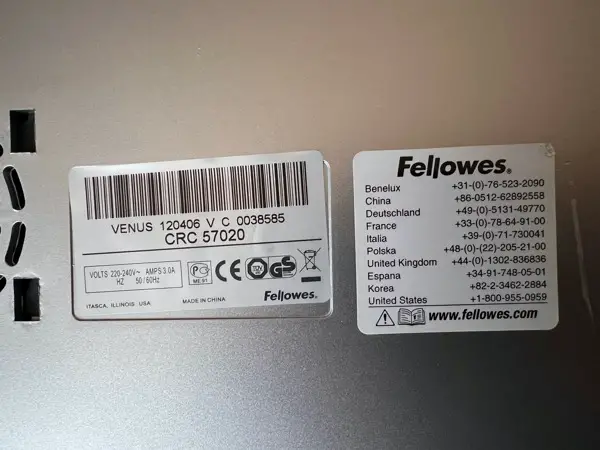 VENUS 120406 V C 0038585
CRC 57020
VOLTS 220-240V~ AMPS 3.0A
HZ 50/60Hz
ME 91
CE
TÜV
GS
ITASCA, ILLINOIS USA.
MADE IN CHINA
Fellowes.
Fellowes®
Benelux +31-(0)-76-523-2090
China +86-0512-62892558
Deutschland +49-(0)-5131-49770
France +33-(0)-78-64-91-00
Italia +39-(0)-71-730041
Polska +48-(0)-(22)-205-21-00
United Kingdom +44-(0)-1302-836836
Espana +34-91-748-05-01
Korea +82-2-3462-2884
United States +1-800-955-0959
www.fellowes.com